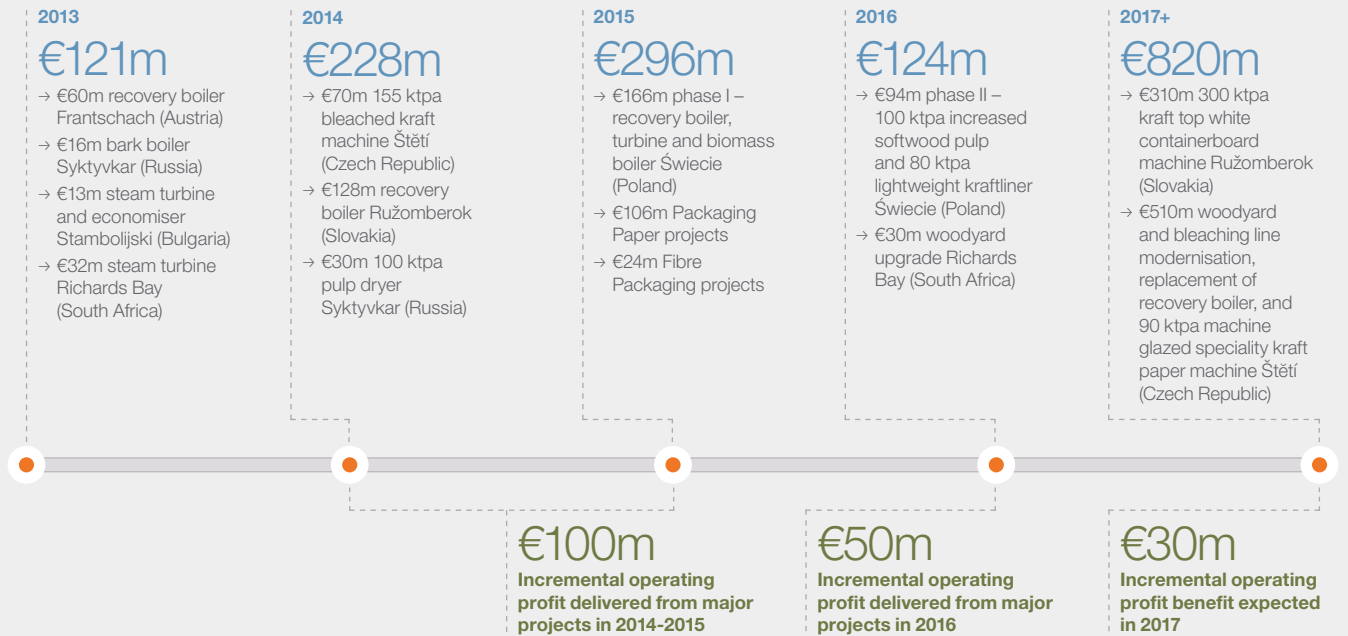 2013
€121m
→ €60m recovery boiler
Frantschach (Austria)
→ €16m bark boiler
Syktyvkar (Russia)
→ €13m steam turbine
and economiser
Stambolijski (Bulgaria)
→ €32m steam turbine
Richards Bay
(South Africa)
2014
€228m
→ €70m 155 ktpa
bleached kraft
machine Štětí
(Czech Republic)
→ €128m recovery
boiler Ružomberok
(Slovakia)
→ €30m 100 ktpa
pulp dryer
Syktyvkar (Russia)
2015
€296m
→ €166m phase I –
recovery boiler,
turbine and biomass
boiler Świecie
(Poland)
→ €106m Packaging
Paper projects
→ €24m Fibre
Packaging projects
2016
€124m
→ €94m phase II –
100 ktpa increased
softwood pulp
and 80 ktpa
lightweight kraftliner
Świecie (Poland)
→ €30m woodyard
upgrade Richards
Bay (South Africa)
2017+
€820m
→ €310m 300 ktpa
kraft top white
containerboard
machine Ružomberok
(Slovakia)
→ €510m woodyard
and bleaching line
modernisation,
replacement of
recovery boiler, and
90 ktpa machine
glazed speciality kraft
paper machine Štětí
(Czech Republic)
€100m
Incremental operating
profit delivered from major
projects in 2014-2015
€50m
Incremental operating
profit delivered from major
projects in 2016
€30m
Incremental operating
profit benefit expected
in 2017